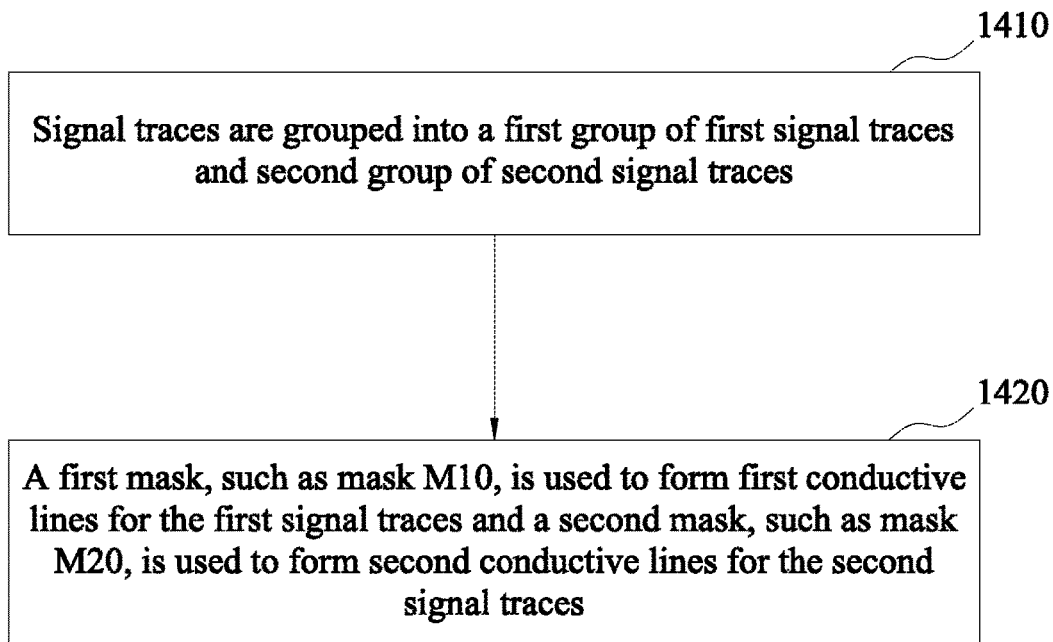 1410
Signal traces are grouped into a first group of first signal traces
and second group of second signal traces
1420
A first mask, such as mask M10, is used to form first conductive
lines for the first signal traces and a second mask, such as mask
M20, is used to form second conductive lines for the second
signal traces